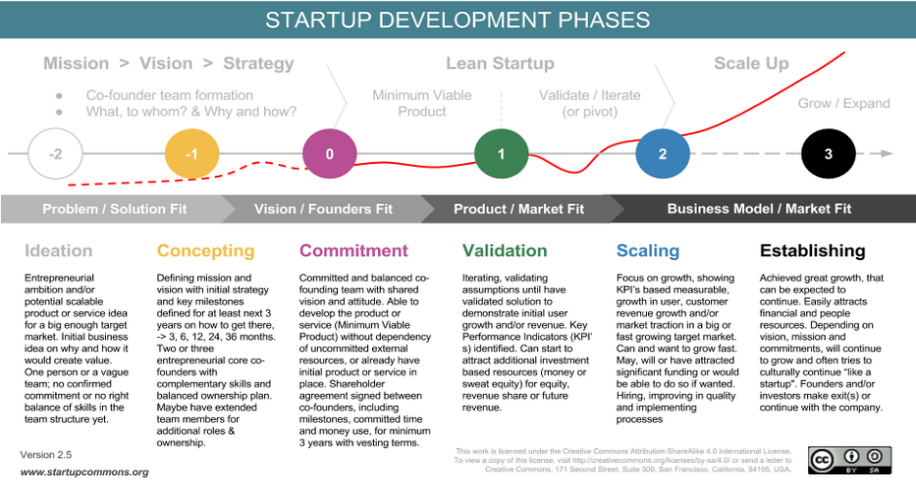 STARTUP DEVELOPMENT PHASES
Mission > Vision > Strategy
Lean Startup
Scale Up
● Co-founder team formation
● What, to whom? & Why and how?
Minimum Viable
Product
Validate / Iterate
(or pivot)
Grow / Expand
-2
-1
0
1
2
3
Problem / Solution Fit
Vision / Founders Fit
Product / Market Fit
Business Model / Market Fit
Ideation
Entrepreneurial
ambition and/or
potential scalable
product or service idea
for a big enough target
market. Initial business
idea on why and how it
would create value.
One person or a vague
team; no confirmed
commitment or no right
balance of skills in the
team structure yet.
Concepting
Defining mission and
vision with initial strategy
and key milestones
defined for at least next 3
years on how to get there,
-> 3, 6, 12, 24, 36 months.
Two or three
entrepreneurial core co-
founders with
complementary skills and
balanced ownership plan.
Maybe have extended
team members for
additional roles &
ownership.
Commitment
Committed and balanced co-
founding team with shared
vision and attitude. Able to
develop the product or
service (Minimum Viable
Product) without dependency
of uncommitted external
resources, or already have
initial product or service in
place. Shareholder
agreement signed between
co-founders, including
milestones, committed time
and money use, for minimum
3 years with vesting terms.
Validation
Iterating, validating
assumptions until have
validated solution to
demonstrate initial user
growth and/or revenue. Key
Performance Indicators (KPI'
s) identified. Can start to
attract additional investment
based resources (money or
sweat equity) for equity,
revenue share or future
revenue.
Scaling
Focus on growth, showing
KPI's based measurable,
growth in user, customer
revenue growth and/or
market traction in a big or
fast growing target market.
Can and want to grow fast.
May, will or have attracted
significant funding or would
be able to do so if wanted.
Hiring, improving in quality
and implementing
processes
Establishing
Achieved great growth, that
can be expected to
continue. Easily attracts
financial and people
resources. Depending on
vision, mission and
commitments, will continue
to grow and often tries to
culturally continue "like a
startup". Founders and/or
investors make exit(s) or
continue with the company.
Version 2.5
www.startupcommons.org
This work is licensed under the Creative Commons Attribution-ShareAlike 4.0 International License.
To view a copy of this license, visit http://creativecommons.org/licenses/by-sa/4.0/ or send a letter to
Creative Commons, 171 Second Street, Suite 300, San Francisco, California, 94105, USA.
cc
BY SA